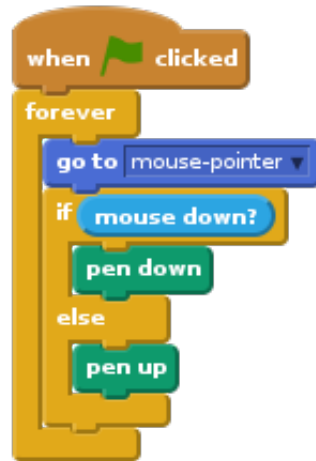 when clicked
forever
go to mouse-pointer
if mouse down?
pen down
else
pen up